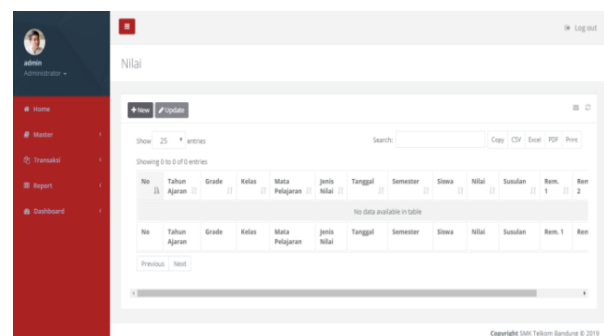 Log out
admin
Administrator
Nilai
Home
Master
Transaksi
Report
Dashboard
+New Update
Show 25 entries
Search:
Copy CSV Excel PDF Print
Showing 0 to 0 of 0 entries
No Tahun Ajaran Grade Kelas Mata Pelajaran Jenis Nilai Tanggal Semester Siswa Nilai Susulan Rem. 1 Rem 2
No data available in table
No Tahun Ajaran Grade Kelas Mata Pelajaran Jenis Nilai Tanggal Semester Siswa Nilai Susulan Rem. 1 Rem
Previous Next
Copyright SMK Telkom Bandung © 2019